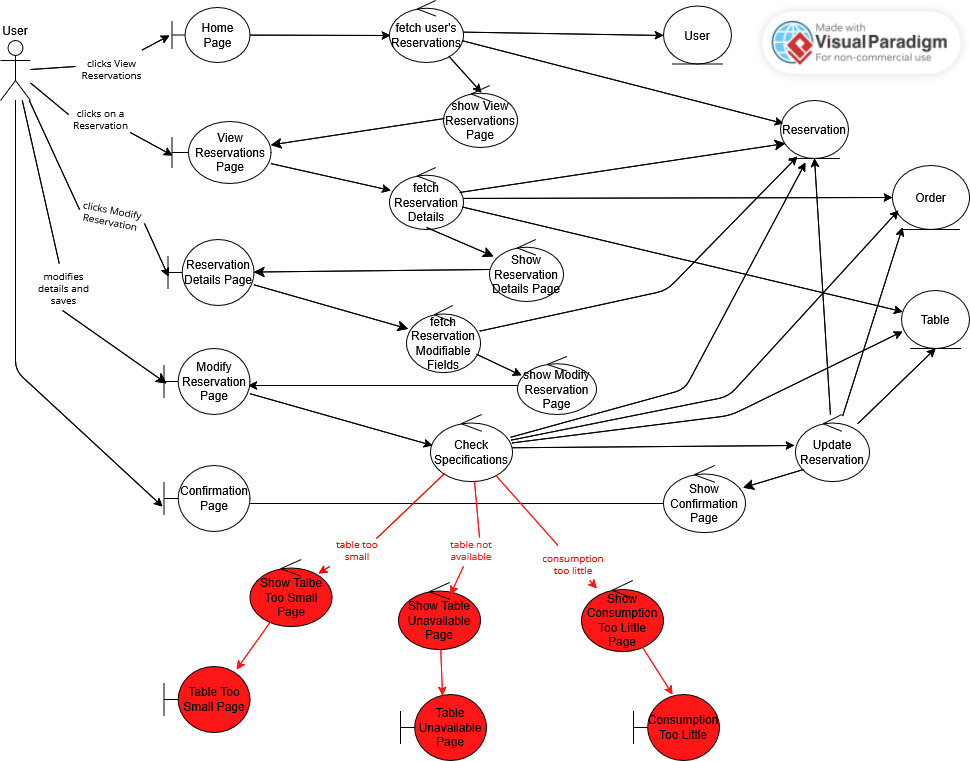 User
Home
Page
fetch user's
Reservations
User
Made with
VisualParadigm
For non-commercial use
clicks View
Reservations
show View
Reservations
Page
clicks on a
Reservation
View
Reservations
Page
Reservation
fetch
Reservation
Details
Order
clicks Modify
Reservation
Reservation
Details Page
Show
Reservation
Details Page
modifies
details and
saves
fetch
Reservation
Modifiable
Fields
Table
Modify
Reservation
Page
show Modify
Reservation
Page
Check
Specifications
Update
Reservation
Confirmation
Page
Show
Confirmation
Page
table too
small
table not
available
consumption
too little
Show Talbe
Too Small
Page
Show Table
Unavailable
Page
Show
Consumption
Too Little
Page
Table Too
Small Page
Table
Unavailable
Page
Consumption
Too Little